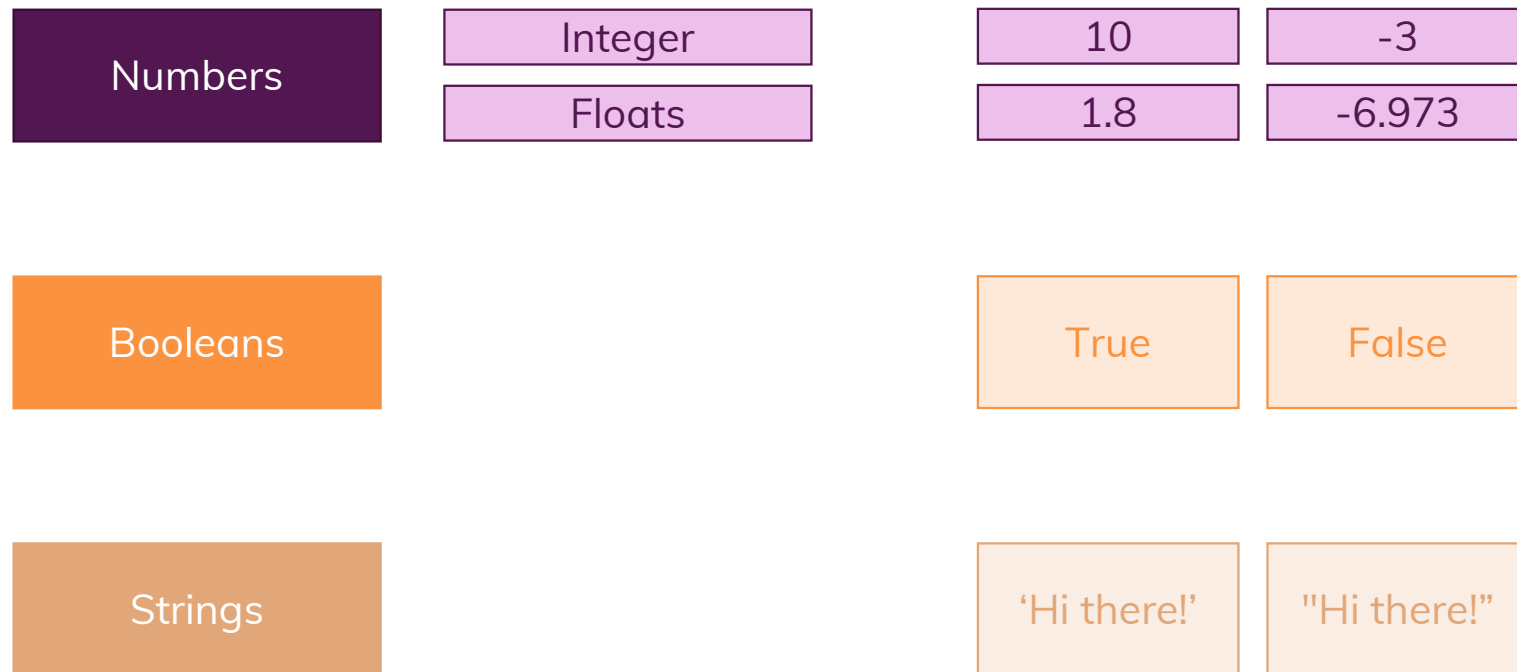 Numbers
Integer
10
-3
Floats
1.8
-6.973
Booleans
True
False
Strings
‘Hi there!’
"Hi there!”